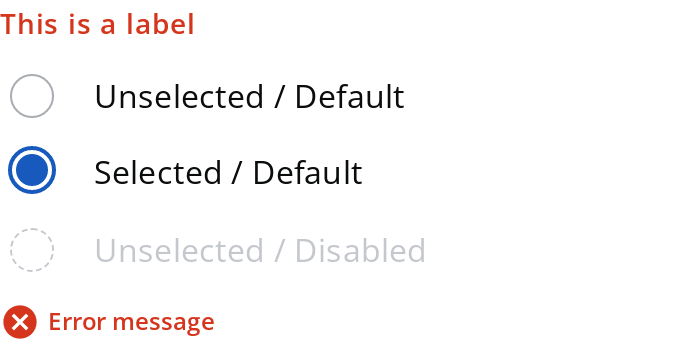 This is a label
Unselected / Default
Selected / Default
Unselected / Disabled
Error message